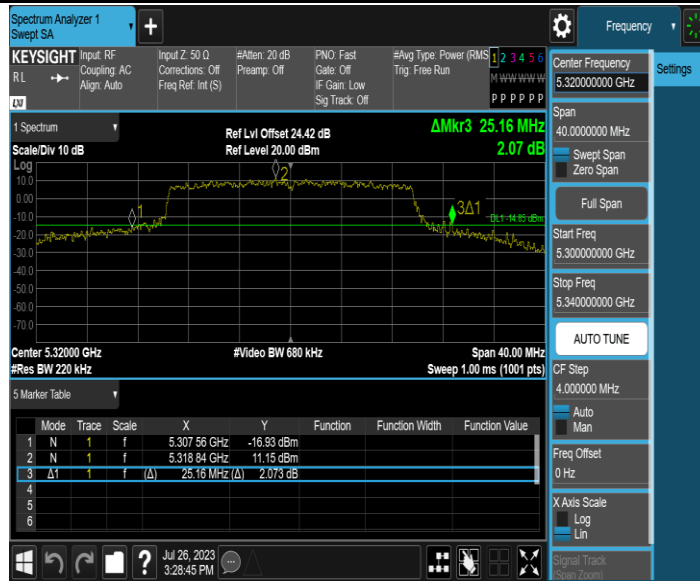 Spectrum Analyzer 1
Swept SA
+
Frequency
KEYSIGHT
RL
LXI
Input: RF
Coupling: AC
Align: Auto
Input Z: 50 Ω
Corrections: Off
Freq Ref: Int (S)
#Atten: 20 dB
Preamp: Off
PNO: Fast
Gate: Off
IF Gain: Low
Sig Track: Off
#Avg Type: Power (RMS
Trig: Free Run
1 2 3 4 5 6
M W W W W W
P P P P P P
Center Frequency
5.320000000 GHz
Settings
Span
40.0000000 MHz
Swept Span
Zero Span
Full Span
Start Freq
5.300000000 GHz
Stop Freq
5.340000000 GHz
AUTO TUNE
CF Step
4.000000 MHz
Auto
Man
Freq Offset
0 Hz
X Axis Scale
Log
Lin
Signal Track
(Span Zoom)
1 Spectrum
Scale/Div 10 dB
Ref Lvl Offset 24.42 dB
Ref Level 20.00 dBm
ΔMkr3 25.16 MHz
2.07 dB
Log
10.0
0.00
-10.0
-20.0
-30.0
-40.0
-50.0
-60.0
-70.0
1
2
3Δ1
DL1 -14.85 dBm
Center 5.32000 GHz
#Res BW 220 kHz
#Video BW 680 kHz
Span 40.00 MHz
Sweep 1.00 ms (1001 pts)
5 Marker Table
Mode Trace Scale X Y Function Function Width Function Value
1 N 1 f 5.307 56 GHz -16.93 dBm
2 N 1 f 5.318 84 GHz 11.15 dBm
3 Δ1 1 f (Δ) 25.16 MHz (Δ) 2.073 dB
4
5
6
?
Jul 26, 2023
3:28:45 PM